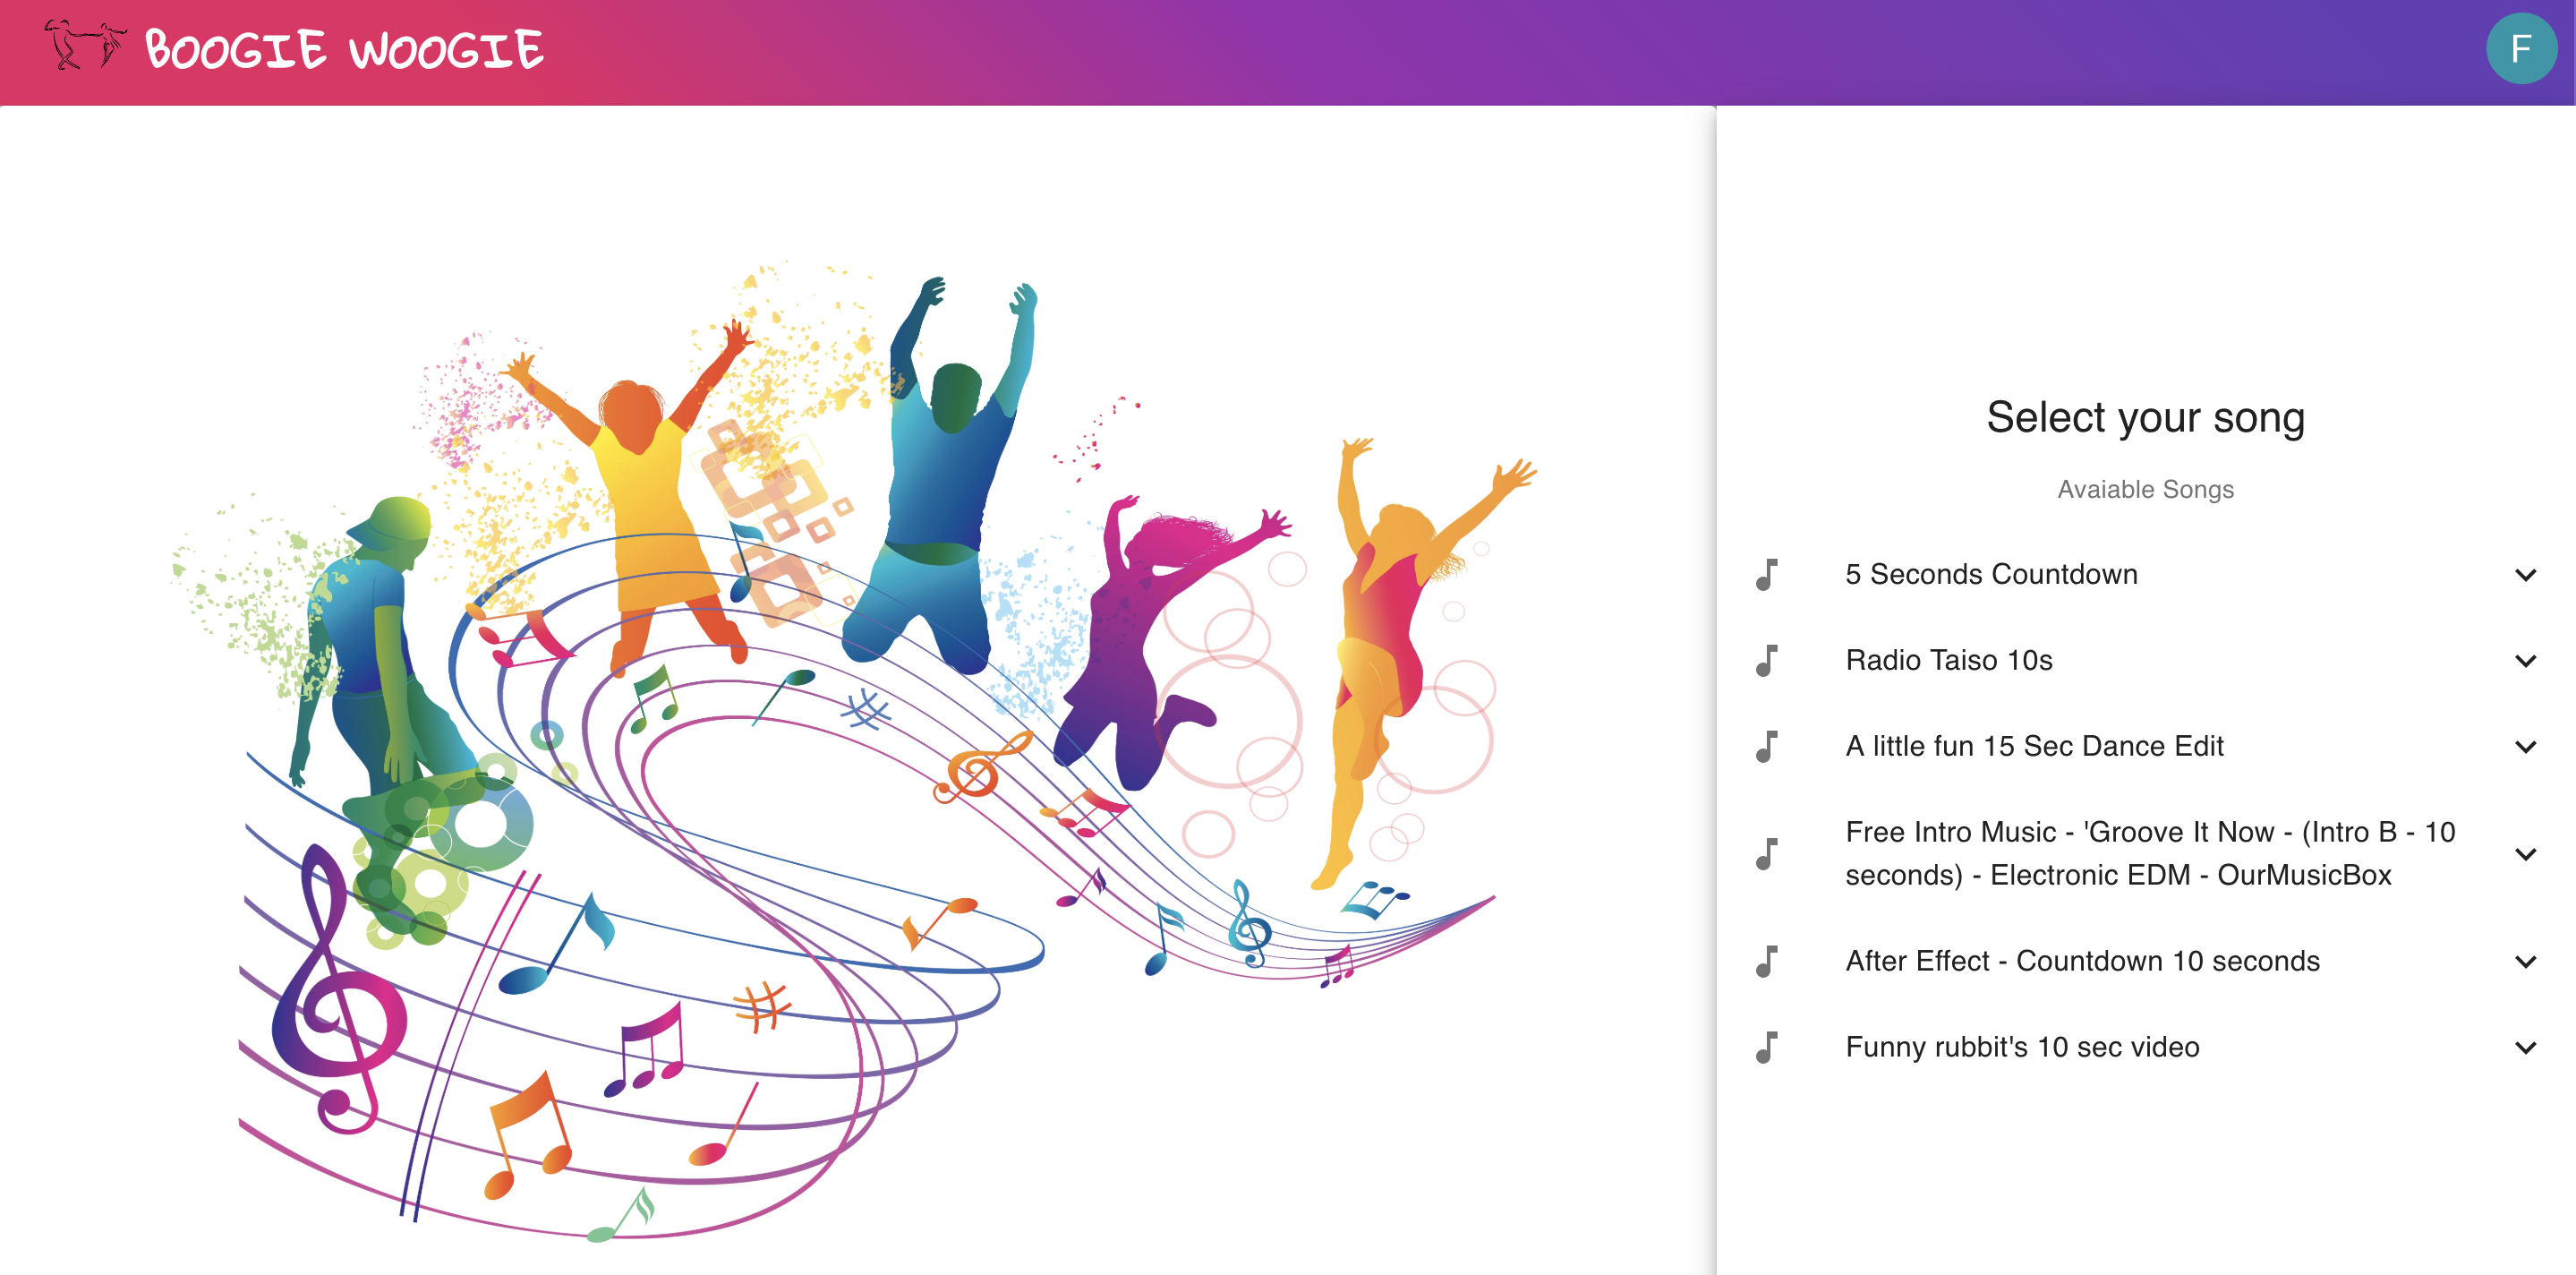 BOOGIE WOOGIE
F
Select your song
Avaiable Songs
5 Seconds Countdown
Radio Taiso 10s
A little fun 15 Sec Dance Edit
Free Intro Music - 'Groove It Now - (Intro B - 10
seconds) - Electronic EDM - OurMusicBox
After Effect - Countdown 10 seconds
Funny rubbit's 10 sec video